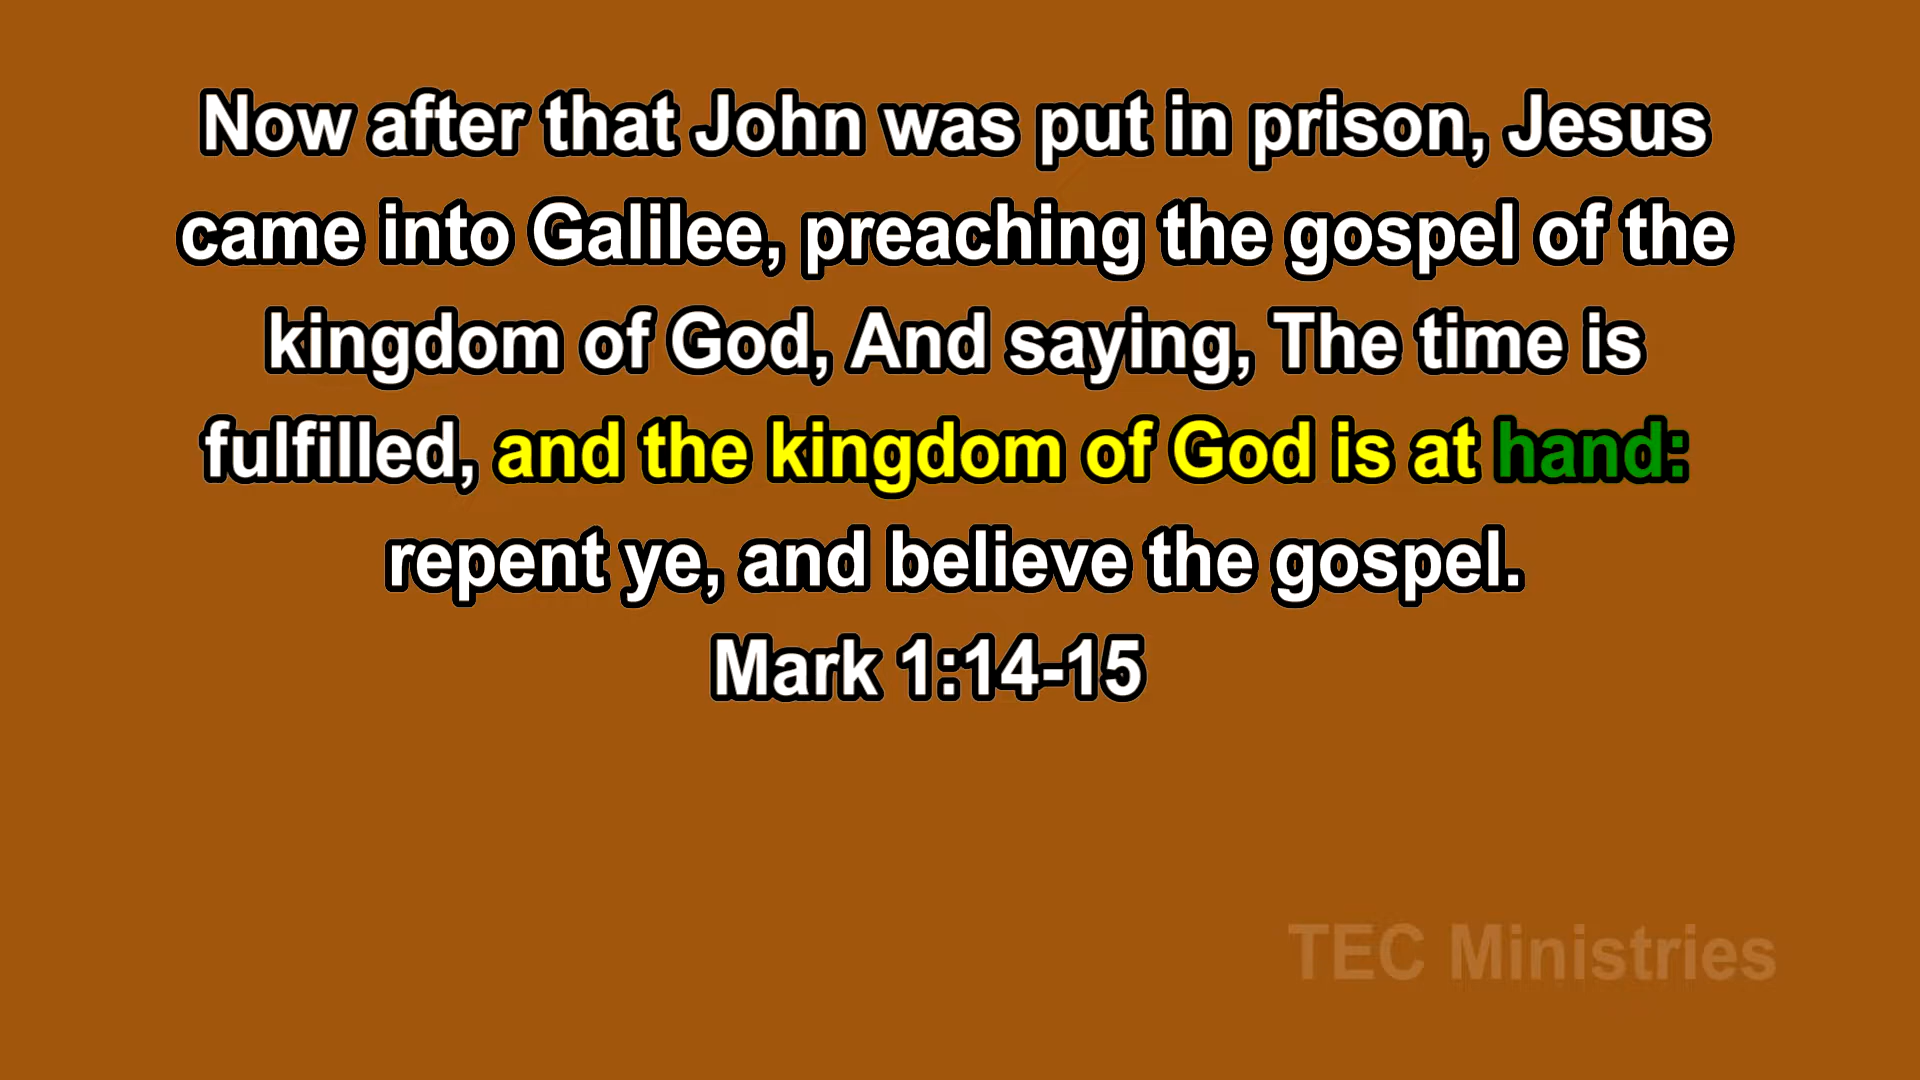 Now after that John was put in prison, Jesus
came into Galilee, preaching the gospel of the
kingdom of God, And saying, The time is
fulfilled, and the kingdom of God is at hand:
repent ye, and believe the gospel.
Mark 1:14-15
TEC Ministries